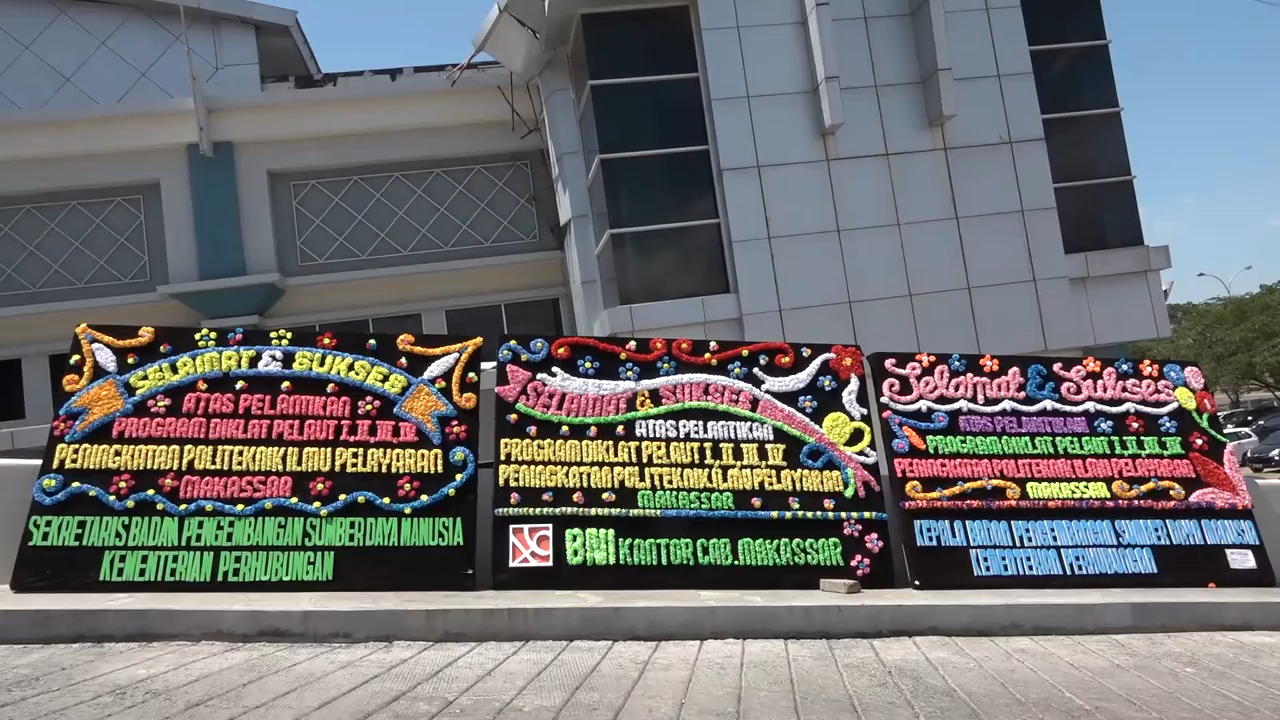 SELAMAT & SUKSES
ATAS PELANTIKAN
PROGRAM DIKLAT PELAUT I, II, III, IV
PENINGKATAN POLITEKNIK ILMU PELAYARAN
MAKASSAR
SEKRETARIS BADAN PENGEMBANGAN SUMBER DAYA MANUSIA
KEMENTERIAN PERHUBUNGAN
SELAMAT & SUKSES
ATAS PELANTIKAN
PROGRAM DIKLAT PELAUT I, II, III, IV
PENINGKATAN POLITEKNIK ILMU PELAYARAN
MAKASSAR
BNI KANTOR CAB. MAKASSAR
Selamat & Sukses
ATAS PELANTIKAN
PROGRAM DIKLAT PELAUT I, II, III, IV
PENINGKATAN POLITEKNIK ILMU PELAYARAN
MAKASSAR
KEPALA BADAN PENGEMBANGAN SUMBER DAYA MANUSIA
KEMENTERIAN PERHUBUNGAN